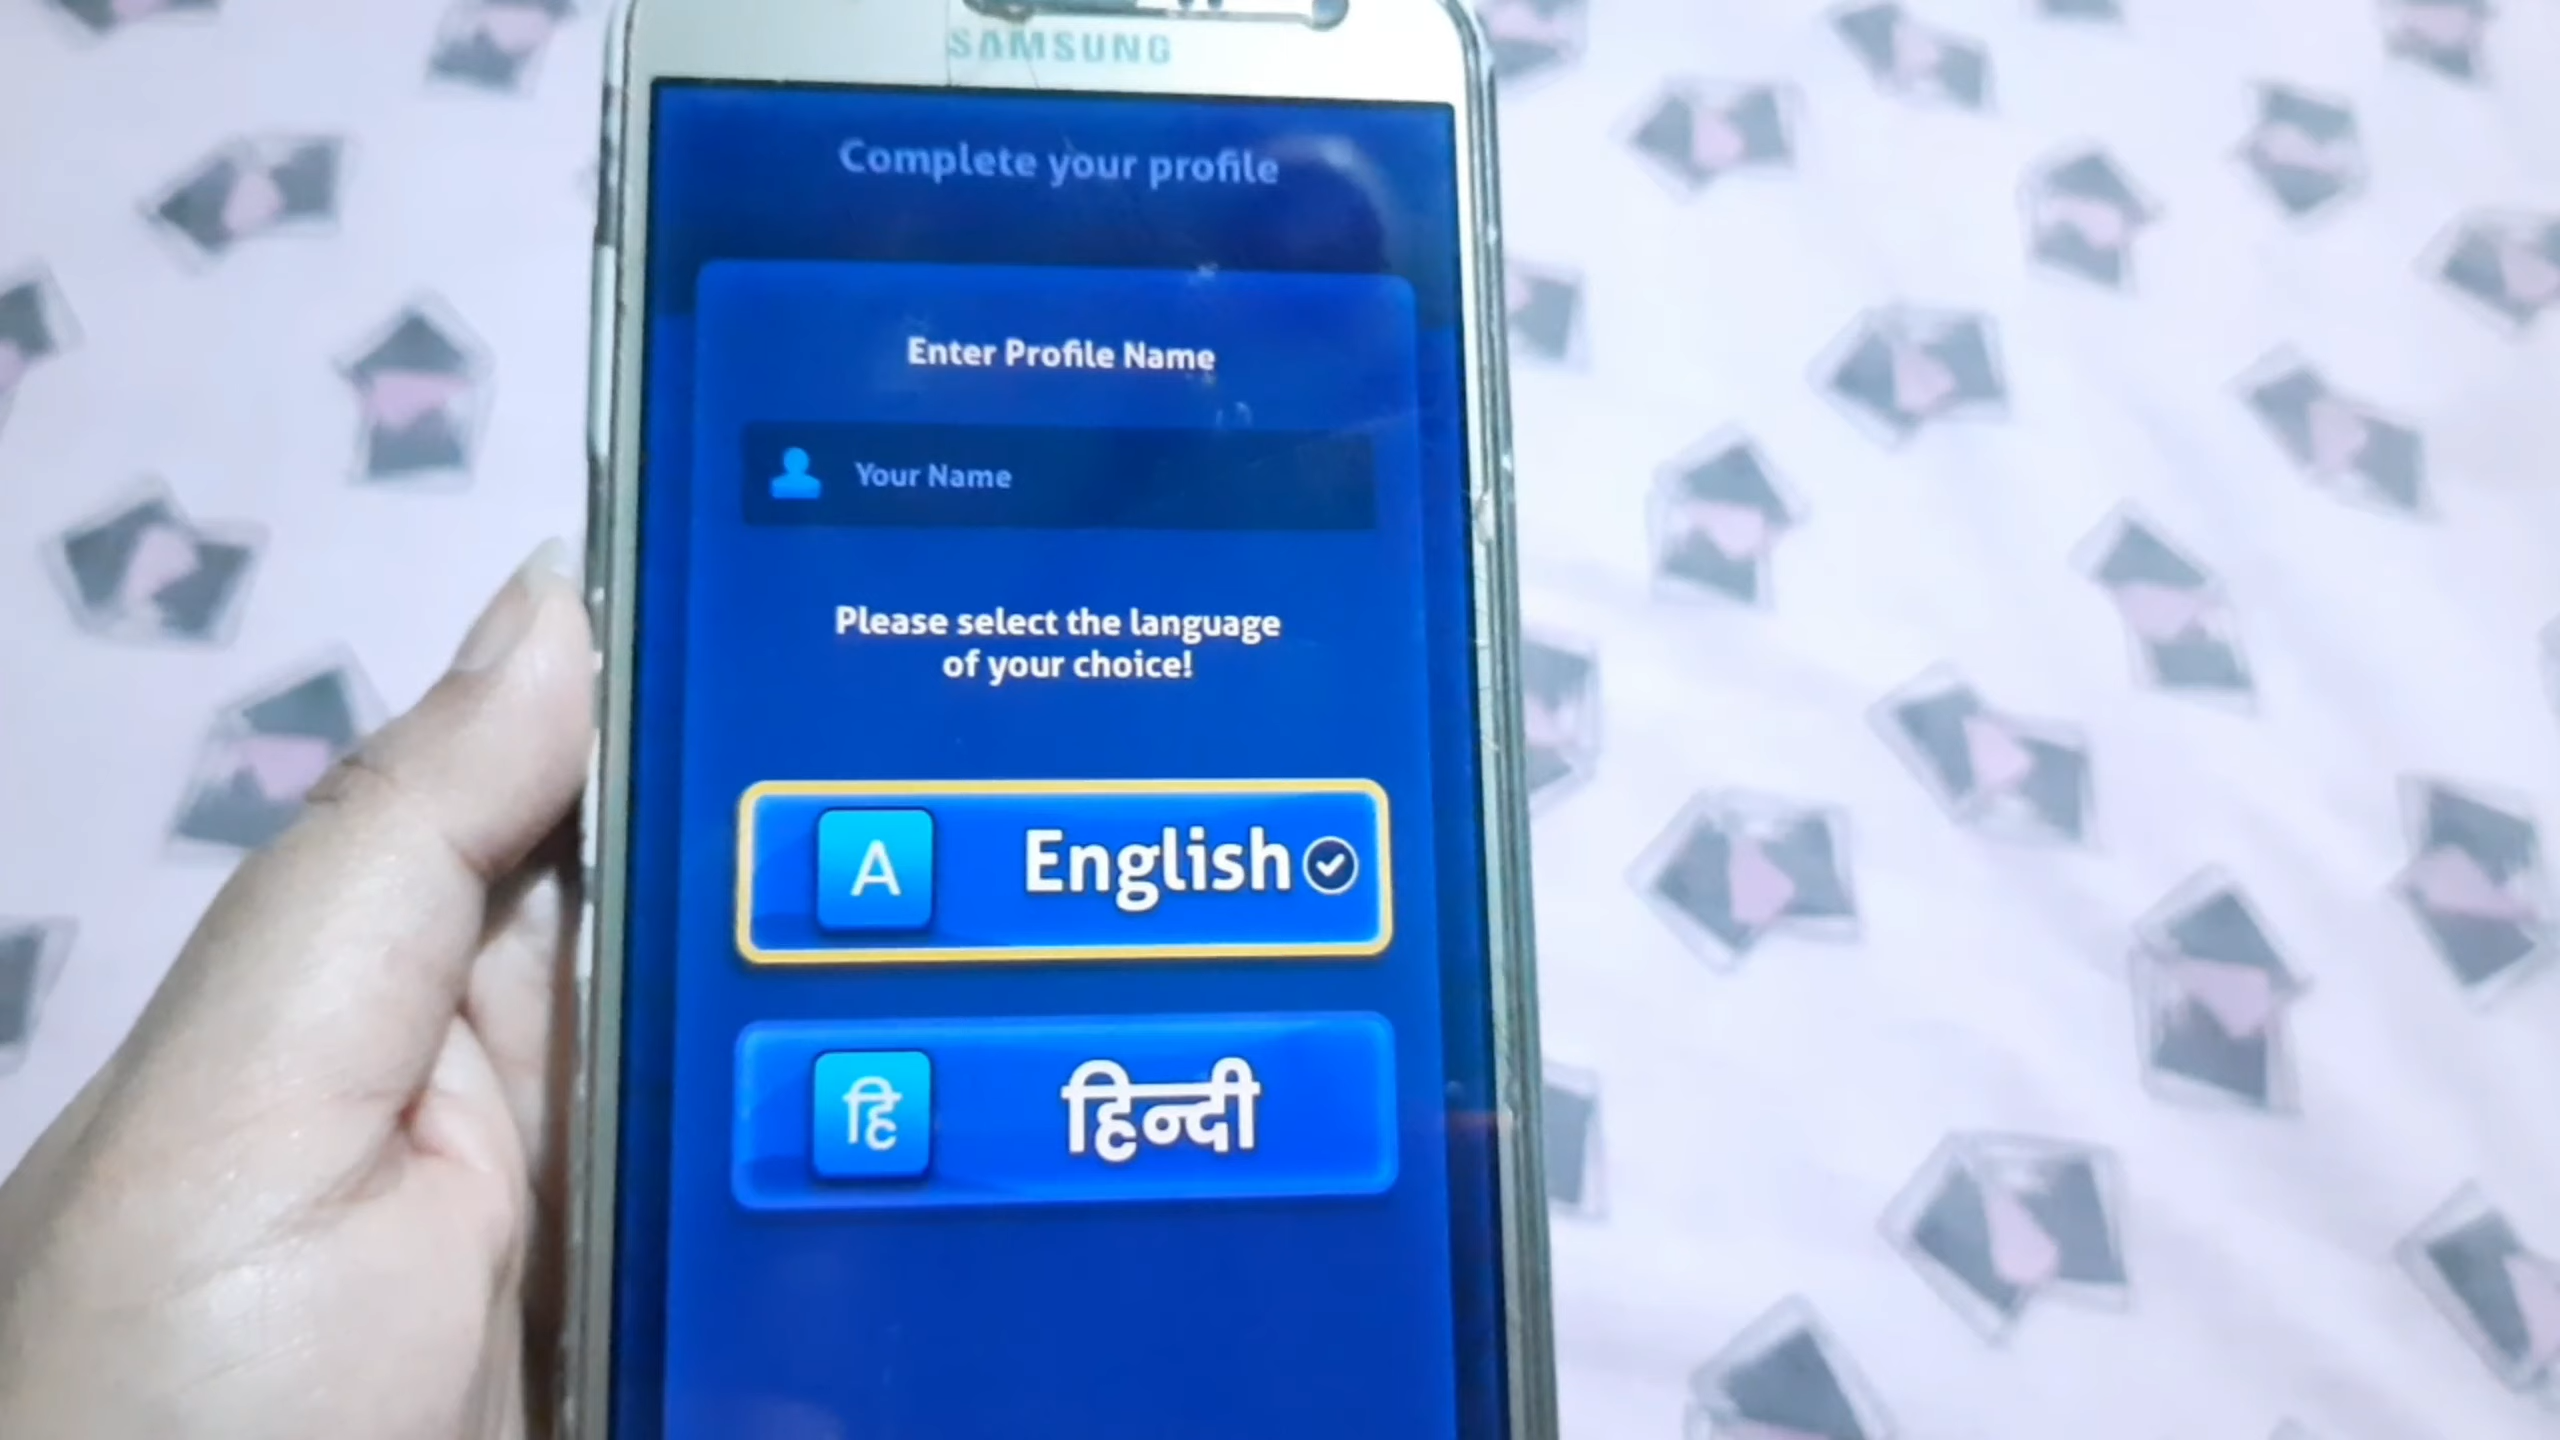 SAMSUNG
Complete your profile
Enter Profile Name
Your Name
Please select the language
of your choice!
A English
हि हिन्दी